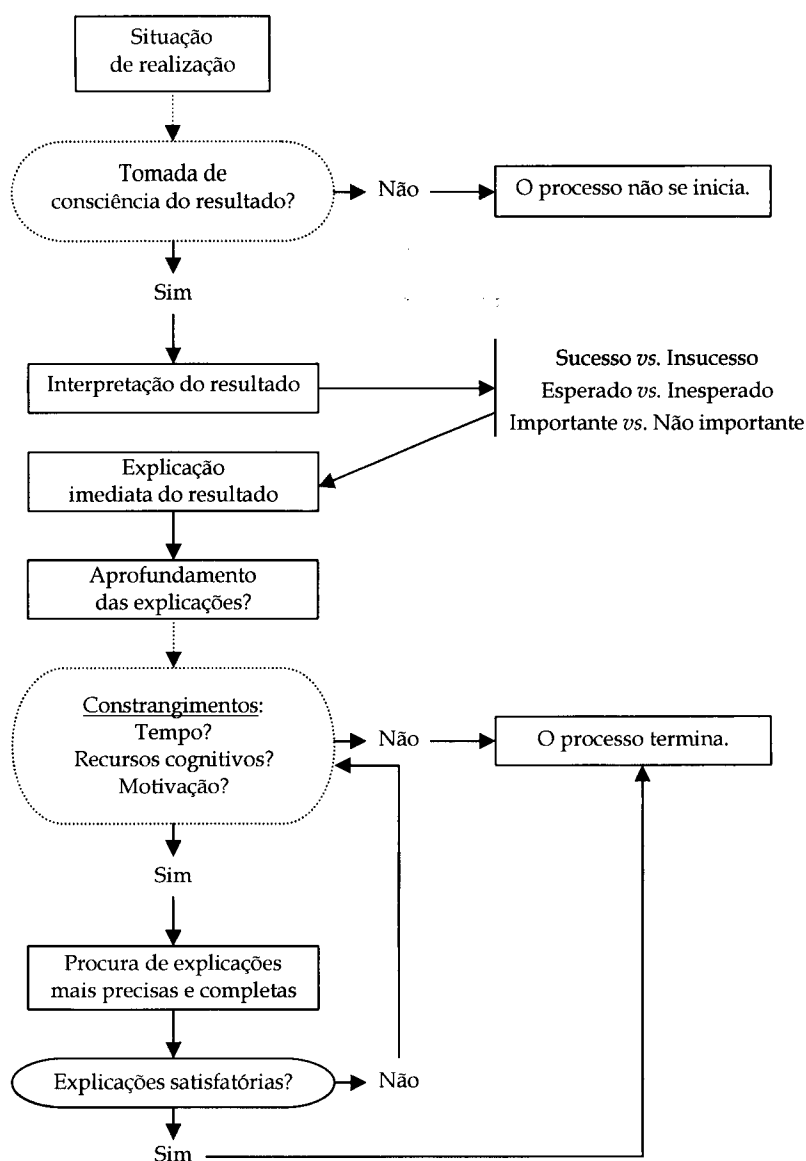 Situação
de realização
Tomada de
consciência do resultado?
Não
O processo não se inicia.
Sim
Interpretação do resultado
Sucesso vs. Insucesso
Esperado vs. Inesperado
Importante vs. Não importante
Explicação
imediata do resultado
Aprofundamento
das explicações?
Constrangimentos:
Tempo?
Recursos cognitivos?
Motivação?
Não
O processo termina.
Sim
Procura de explicações
mais precisas e completas
Explicações satisfatórias?
Não
Sim